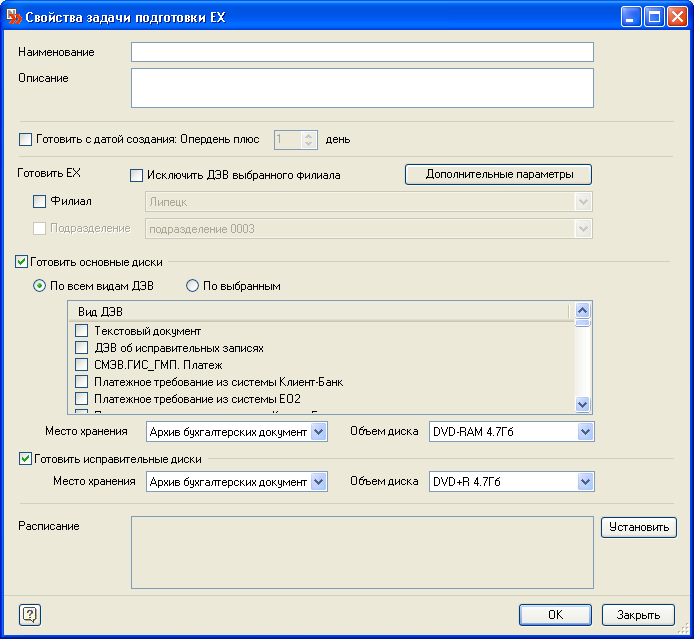 Свойства задачи подготовки ЕХ
Наименование
Описание
Готовить с датой создания: Опердень плюс 1 день
Готовить ЕХ Исключить ДЭВ выбранного филиала Дополнительные параметры
Филиал Липецк
Подразделение подразделение 0003
Готовить основные диски
По всем видам ДЭВ По выбранным
Вид ДЭВ
Текстовый документ
ДЭВ об исправительных записях
СМЭВ.ГИС_ГМП. Платеж
Платежное требование из системы Клиент-Банк
Платежное требование из системы ЕО2
Место хранения Архив бухгалтерских документ Объем диска DVD-RAM 4.7Гб
Готовить исправительные диски
Место хранения Архив бухгалтерских документ Объем диска DVD+R 4.7Гб
Расписание Установить
? ОК Закрыть